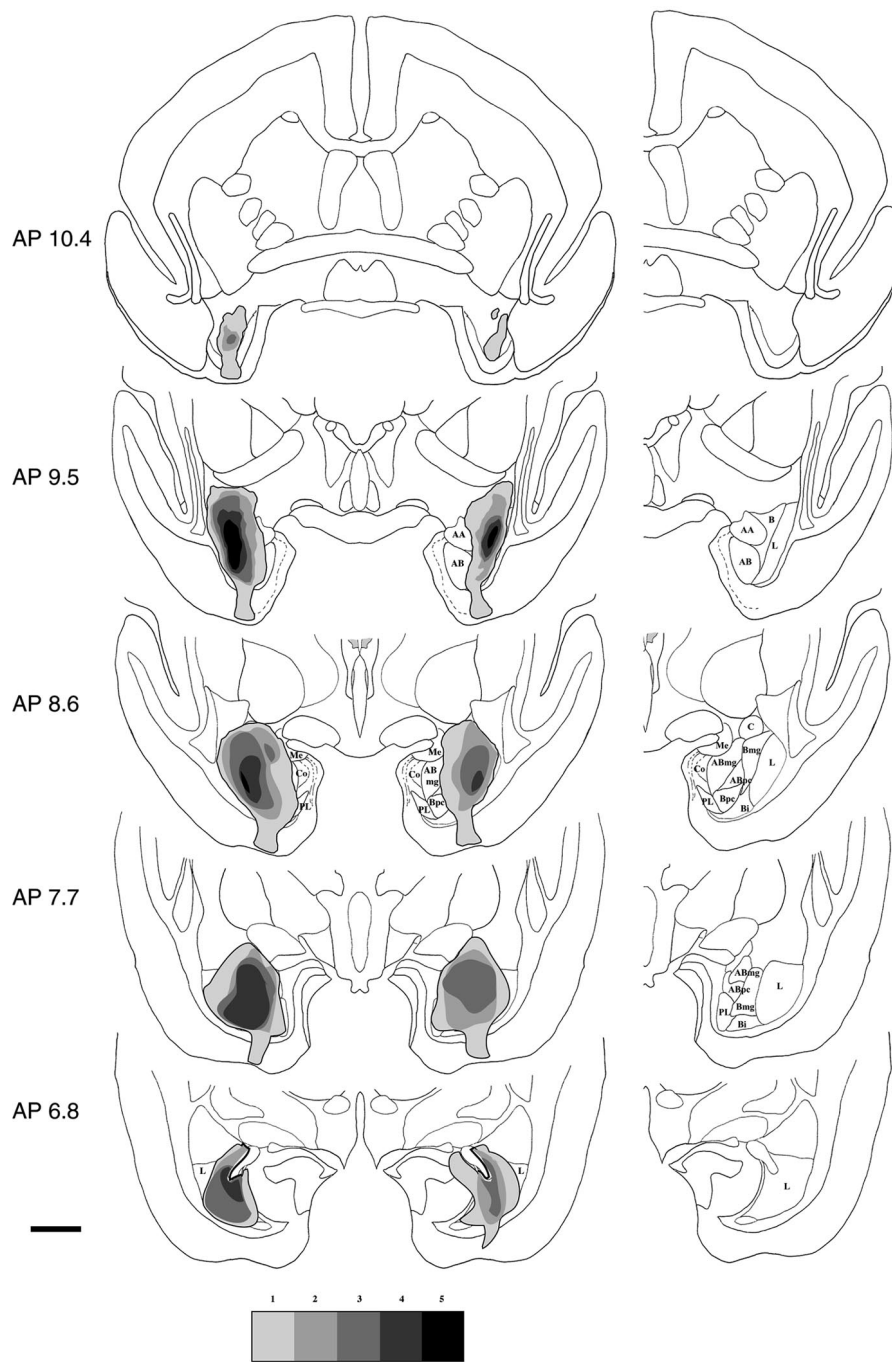 AP 10.4
AP 9.5
AA
AB
B
AA
L
AB
AP 8.6
Me
Co
PL
Me
Co
AB
mg
PL
Bpc
C
Me
Bmg
ABmg
L
Co
ABpc
PL
Bpc
Bi
AP 7.7
ABmg
L
ABpc
PL
Bmg
Bi
AP 6.8
L
L
L
1 2 3 4 5